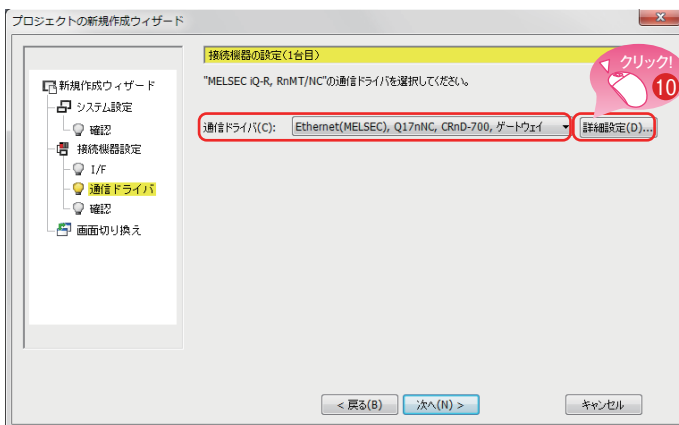 プロジェクトの新規作成ウィザード
新規作成ウィザード
システム設定
確認
接続機器設定
I/F
通信ドライバ
確認
画面切り換え
接続機器の設定(1台目)
"MELSEC iQ-R, RnMT/NC"の通信ドライバを選択してください。
通信ドライバ(C): Ethernet(MELSEC), Q17nNC, CRnD-700, ゲートウェイ 詳細設定(D)...
クリック!
10
< 戻る(B) 次へ(N) > キャンセル